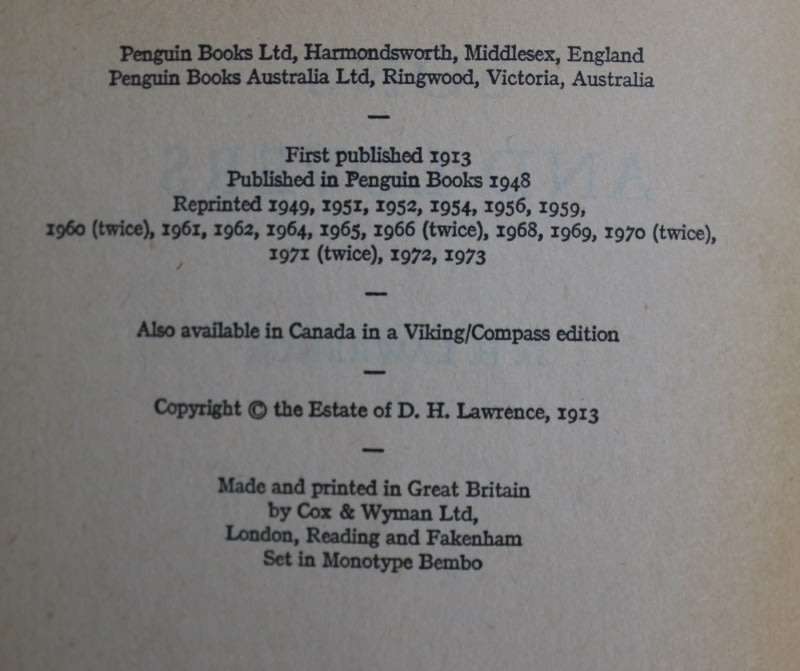 Penguin Books Ltd, Harmondsworth, Middlesex, England
Penguin Books Australia Ltd, Ringwood, Victoria, Australia
First published 1913
Published in Penguin Books 1948
Reprinted 1949, 1951, 1952, 1954, 1956, 1959,
1960 (twice), 1961, 1962, 1964, 1965, 1966 (twice), 1968, 1969, 1970 (twice),
1971 (twice), 1972, 1973
Also available in Canada in a Viking/Compass edition
Copyright © the Estate of D. H. Lawrence, 1913
Made and printed in Great Britain
by Cox & Wyman Ltd,
London, Reading and Fakenham
Set in Monotype Bembo